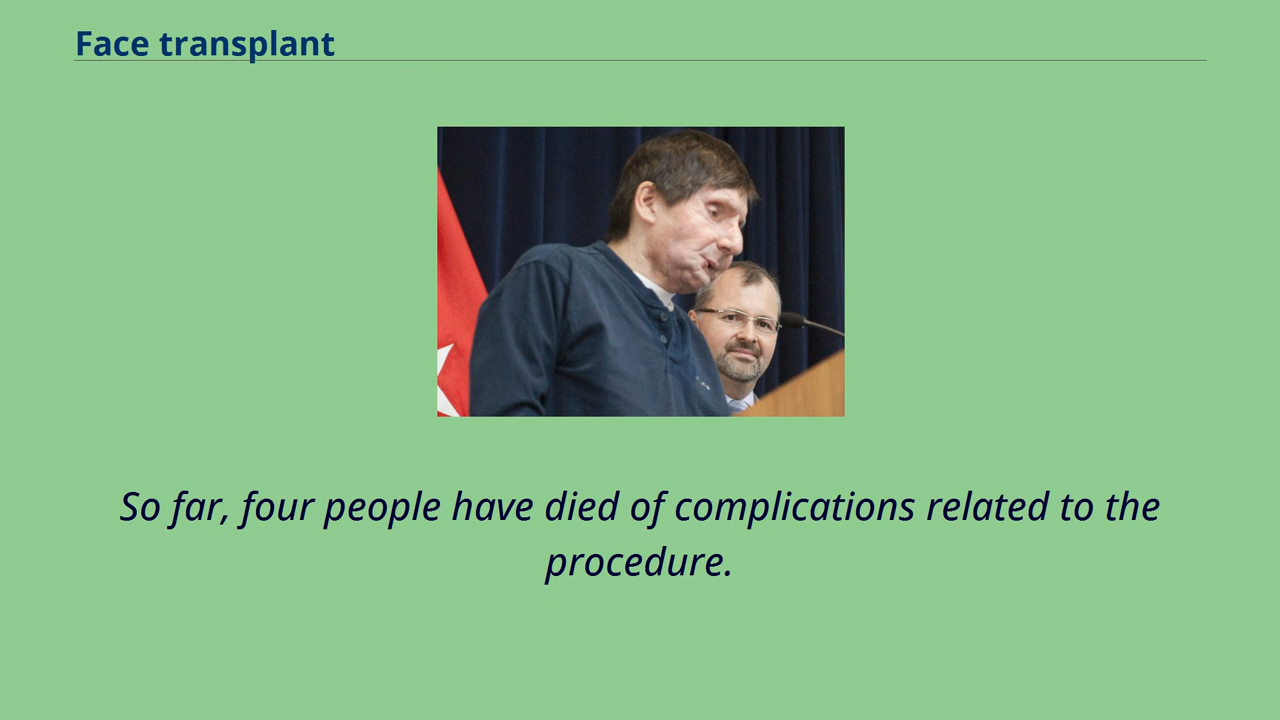 Face transplant
So far, four people have died of complications related to the
procedure.